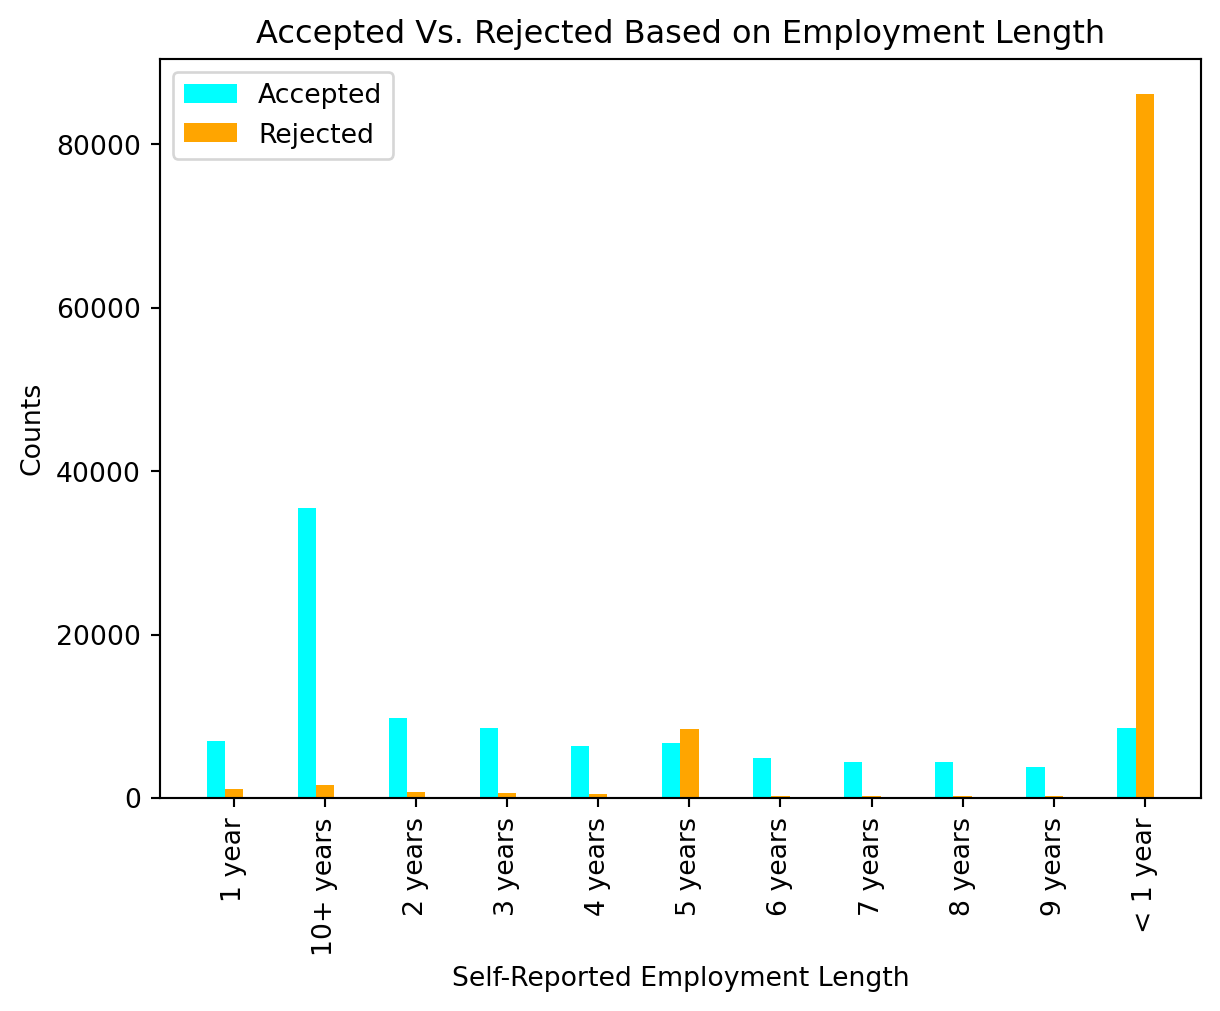 Accepted Vs. Rejected Based on Employment Length
Accepted
Rejected
80000
60000
40000
20000
0
Counts
1 year
10+ years
2 years
3 years
4 years
5 years
6 years
7 years
8 years
9 years
< 1 year
Self-Reported Employment Length